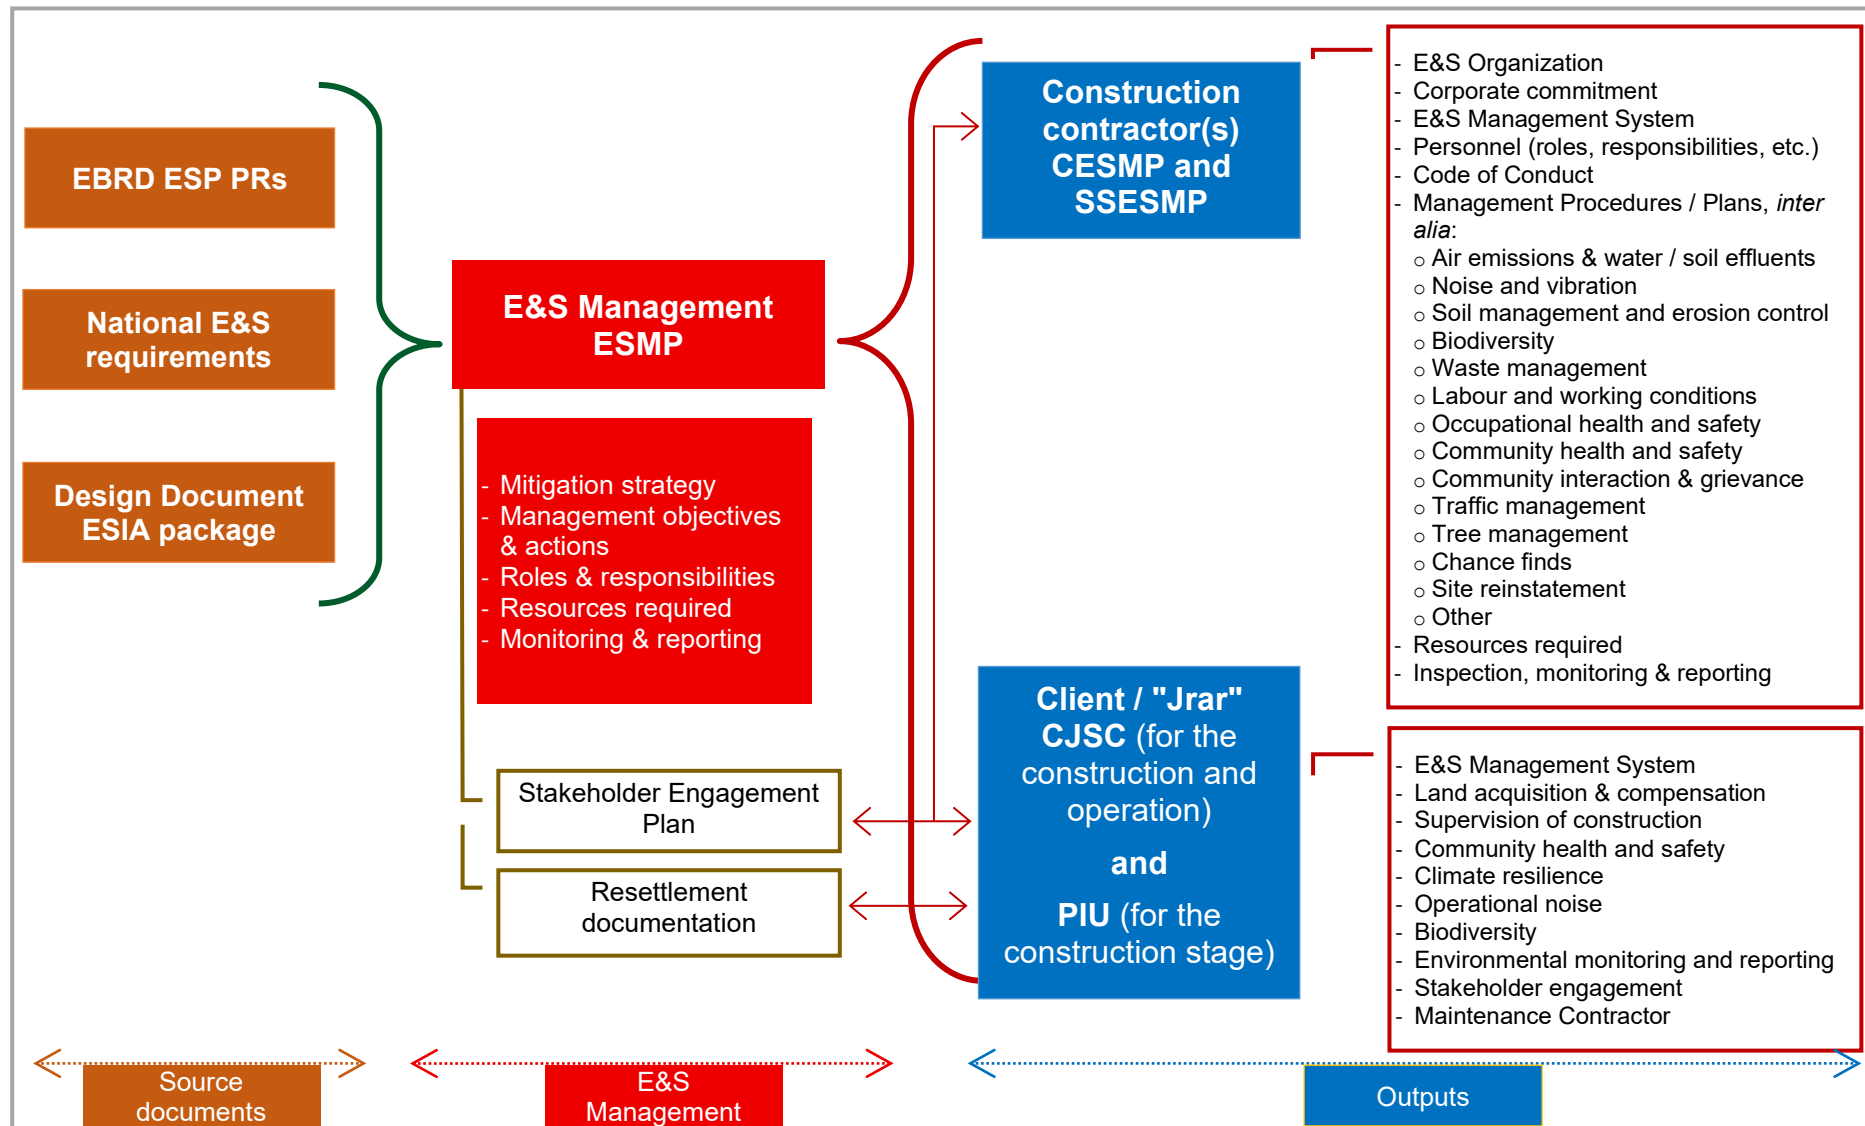 EBRD ESP PRs
National E&S
requirements
Design Document
ESIA package
E&S Management
ESMP
- Mitigation strategy
- Management objectives
& actions
- Roles & responsibilities
- Resources required
- Monitoring & reporting
Stakeholder Engagement
Plan
Resettlement
documentation
Construction
contractor(s)
CESMP and
SSESMP
Client / "Jrar"
CJSC (for the
construction and
operation)
and
PIU (for the
construction stage)
- E&S Organization
- Corporate commitment
- E&S Management System
- Personnel (roles, responsibilities, etc.)
- Code of Conduct
- Management Procedures / Plans, inter
alia:
o Air emissions & water / soil effluents
o Noise and vibration
o Soil management and erosion control
o Biodiversity
o Waste management
o Labour and working conditions
o Occupational health and safety
o Community health and safety
o Community interaction & grievance
o Traffic management
o Tree management
o Chance finds
o Site reinstatement
o Other
- Resources required
- Inspection, monitoring & reporting
- E&S Management System
- Land acquisition & compensation
- Supervision of construction
- Community health and safety
- Climate resilience
- Operational noise
- Biodiversity
- Environmental monitoring and reporting
- Stakeholder engagement
- Maintenance Contractor
Source
documents
E&S
Management
Outputs